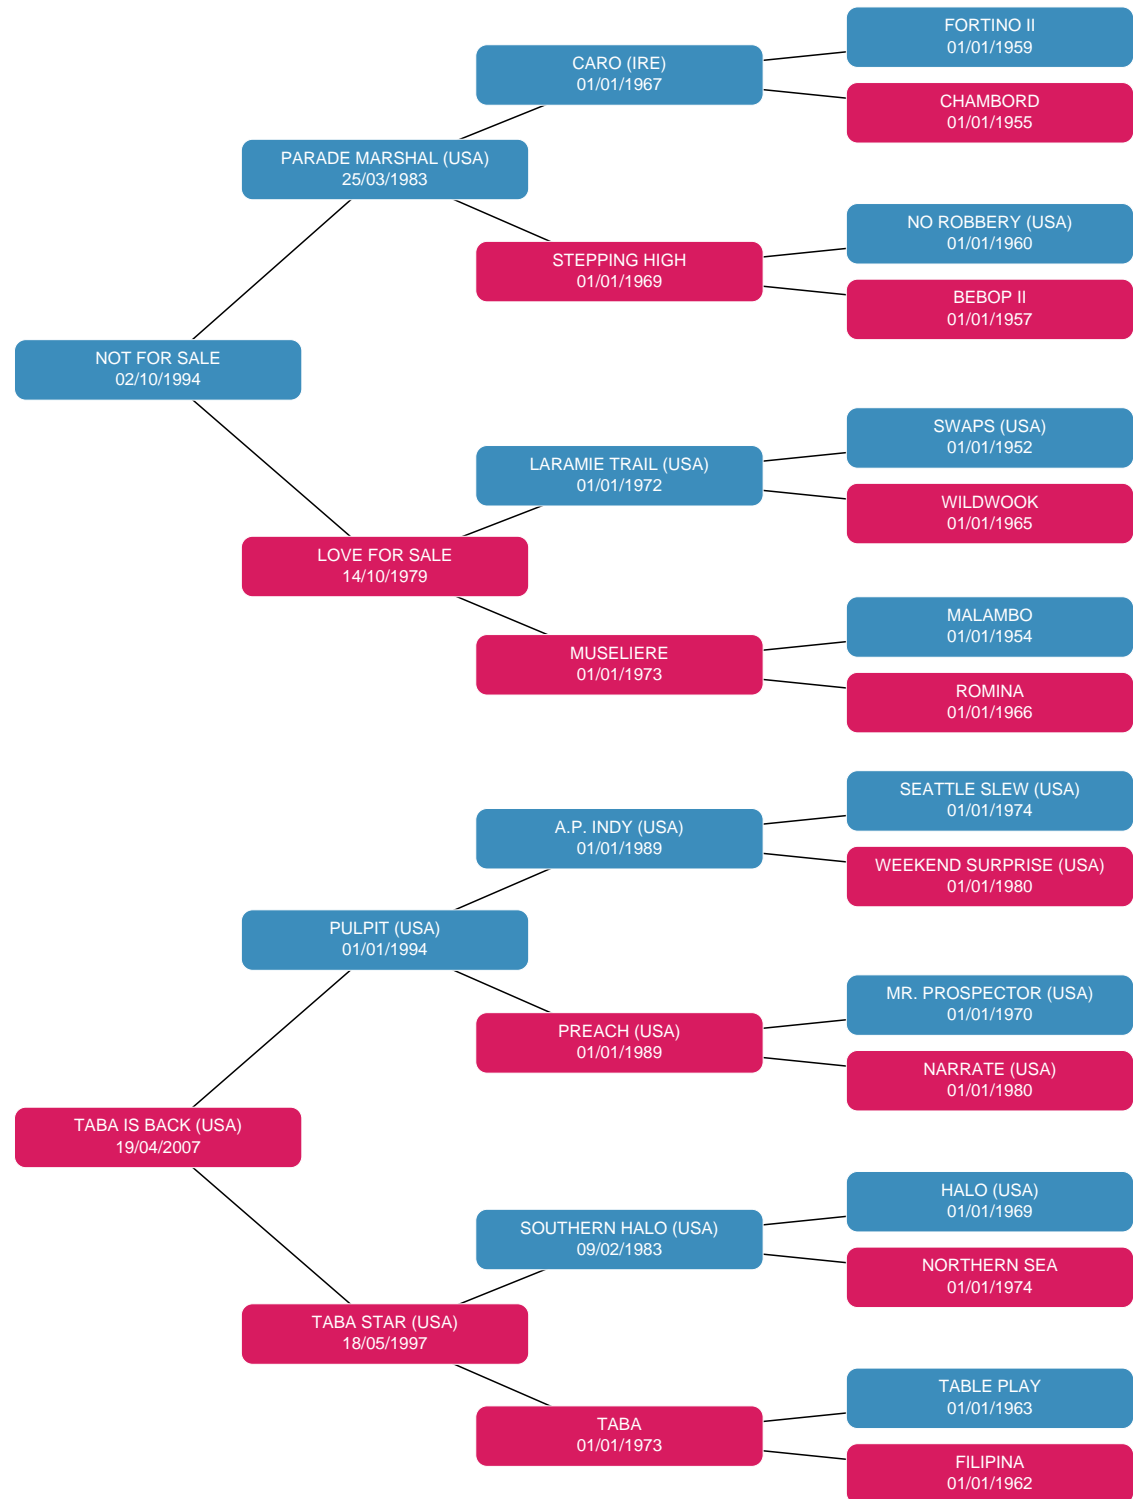 FORTINO II
01/01/1959
CARO (IRE)
01/01/1967
CHAMBORD
01/01/1955
PARADE MARSHAL (USA)
25/03/1983
NO ROBBERY (USA)
01/01/1960
STEPPING HIGH
01/01/1969
BEBOP II
01/01/1957
NOT FOR SALE
02/10/1994
SWAPS (USA)
01/01/1952
LARAMIE TRAIL (USA)
01/01/1972
WILDWOOK
01/01/1965
LOVE FOR SALE
14/10/1979
MALAMBO
01/01/1954
MUSELIERE
01/01/1973
ROMINA
01/01/1966
SEATTLE SLEW (USA)
01/01/1974
A.P. INDY (USA)
01/01/1989
WEEKEND SURPRISE (USA)
01/01/1980
PULPIT (USA)
01/01/1994
MR. PROSPECTOR (USA)
01/01/1970
PREACH (USA)
01/01/1989
NARRATE (USA)
01/01/1980
TABA IS BACK (USA)
19/04/2007
HALO (USA)
01/01/1969
SOUTHERN HALO (USA)
09/02/1983
NORTHERN SEA
01/01/1974
TABA STAR (USA)
18/05/1997
TABLE PLAY
01/01/1963
TABA
01/01/1973
FILIPINA
01/01/1962